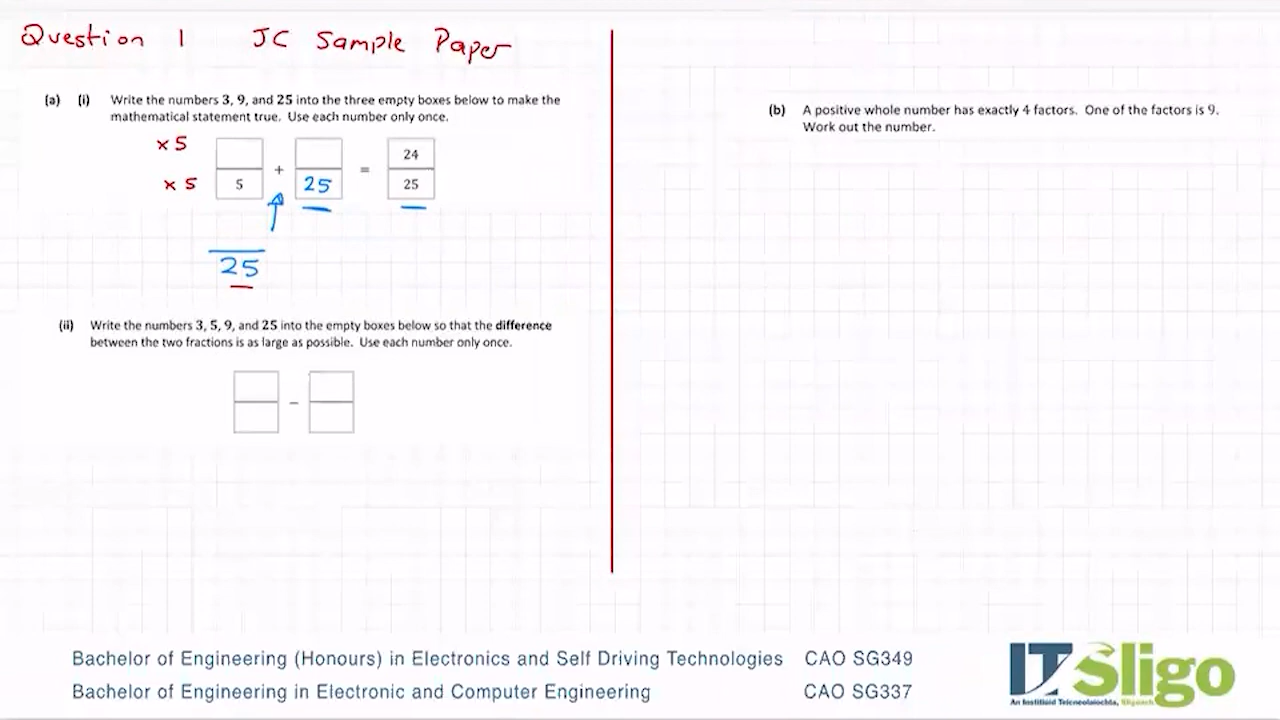 Question 1 JC Sample Paper
(a) (i) Write the numbers 3, 9, and 25 into the three empty boxes below to make the
mathematical statement true. Use each number only once.
× 5
24
+ =
× 5 5 25 25
25
(ii) Write the numbers 3, 5, 9, and 25 into the empty boxes below so that the difference
between the two fractions is as large as possible. Use each number only once.
–
(b) A positive whole number has exactly 4 factors. One of the factors is 9.
Work out the number.
Bachelor of Engineering (Honours) in Electronics and Self Driving Technologies CAO SG349
Bachelor of Engineering in Electronic and Computer Engineering CAO SG337
IT Sligo
An Institiúid Teicneolaíochta, Sligeach